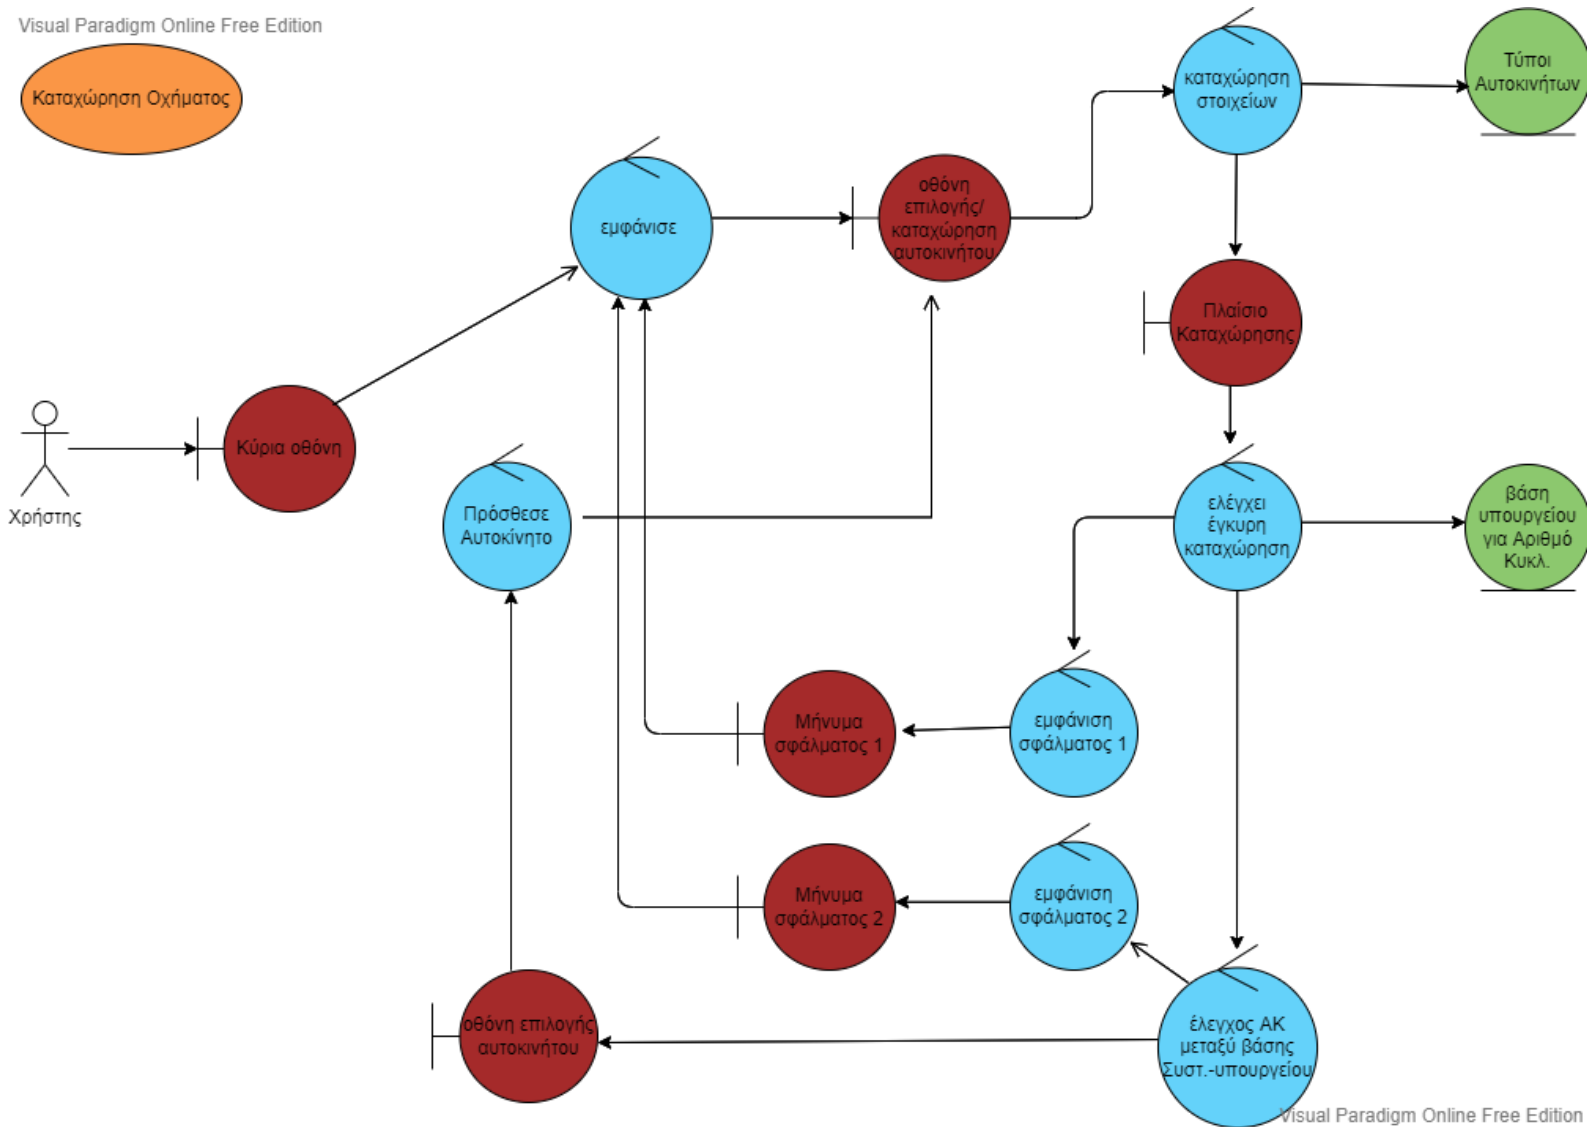 Visual Paradigm Online Free Edition
Καταχώρηση Οχήματος
καταχώρηση
στοιχείων
Τύποι
Αυτοκινήτων
εμφάνισε
οθόνη
επιλογής/
καταχώρηση
αυτοκινήτου
Πλαίσιο
Καταχώρησης
Χρήστης
Κύρια οθόνη
Πρόσθεσε
Αυτοκίνητο
ελέγχει
έγκυρη
καταχώρηση
βάση
υπουργείου
για Αριθμό
Κυκλ.
Μήνυμα
σφάλματος 1
εμφάνιση
σφάλματος 1
Μήνυμα
σφάλματος 2
εμφάνιση
σφάλματος 2
οθόνη επιλογής
αυτοκινήτου
έλεγχος ΑΚ
μεταξύ βάσης
Συστ.-υπουργείου
Visual Paradigm Online Free Edition